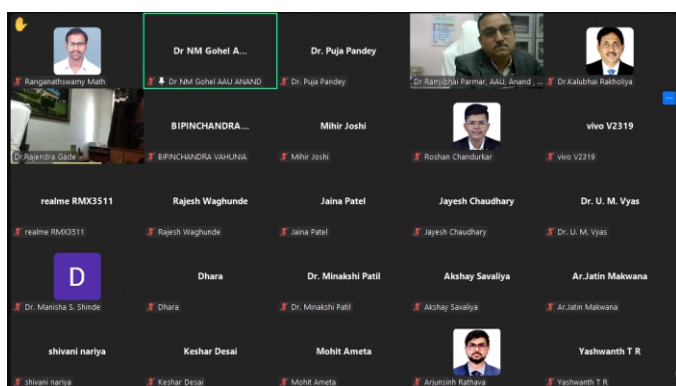 Ranganathswamy Math
Dr NM Gohel A...
Dr NM Gohel AAU ANAND
Dr. Puja Pandey
Dr. Puja Pandey
Dr Ramjibhai Parmar, AAU, Anand , ...
Dr.Kalubhai Rakholiya
Dr.Rajendra Gade
BIPINCHANDRA...
BIPINCHANDRA VAHUNIA
Mihir Joshi
Mihir Joshi
Roshan Chandurkar
vivo V2319
vivo V2319
realme RMX3511
realme RMX3511
Rajesh Waghunde
Rajesh Waghunde
Jaina Patel
Jaina Patel
Jayesh Chaudhary
Jayesh Chaudhary
Dr. U. M. Vyas
Dr. U. M. Vyas
D
Dr. Manisha S. Shinde
Dhara
Dhara
Dr. Minakshi Patil
Dr. Minakshi Patil
Akshay Savaliya
Akshay Savaliya
Ar.Jatin Makwana
Ar.Jatin Makwana
shivani nariya
shivani nariya
Keshar Desai
Keshar Desai
Mohit Ameta
Mohit Ameta
Arjunsinh Rathava
Yashwanth T R
Yashwanth T R